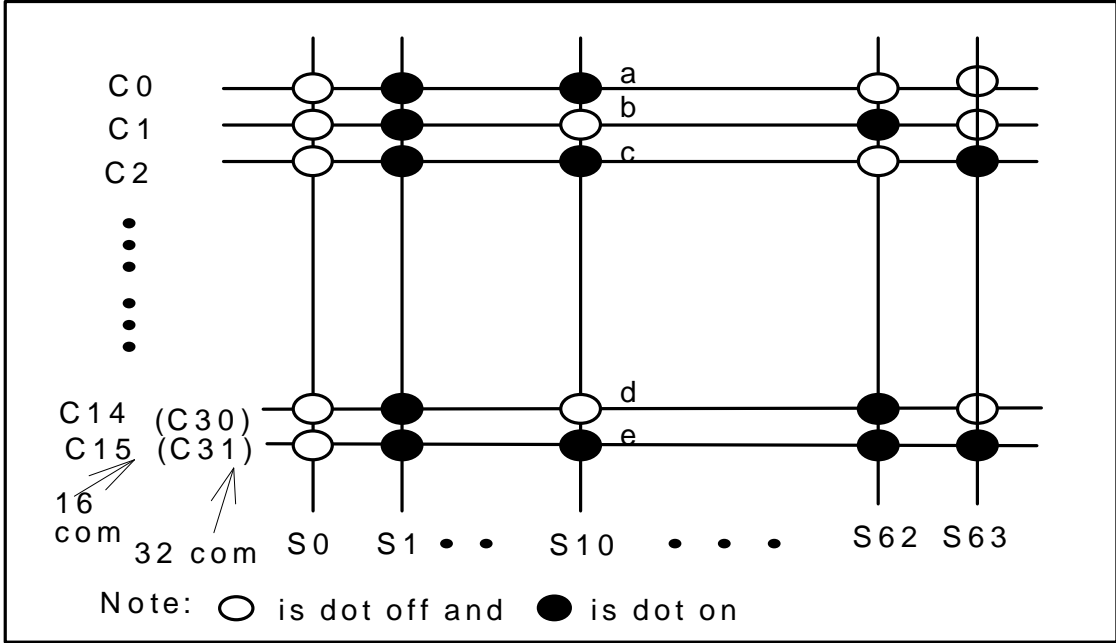 C0
a
C1
b
C2
c
C14 (C30)
d
C15 (C31)
e
16
com
32 com
S0 S1 S10 S62 S63
Note: is dot off and is dot on